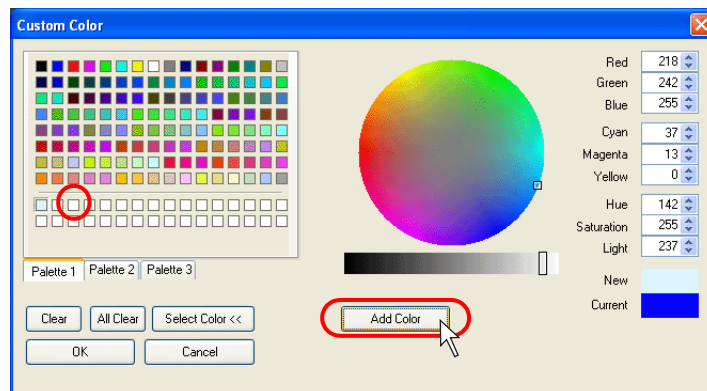 Custom Color
Red 218
Green 242
Blue 255
Cyan 37
Magenta 13
Yellow 0
Hue 142
Saturation 255
Light 237
New
Current
Palette 1 Palette 2 Palette 3
Clear All Clear Select Color << Add Color
OK Cancel